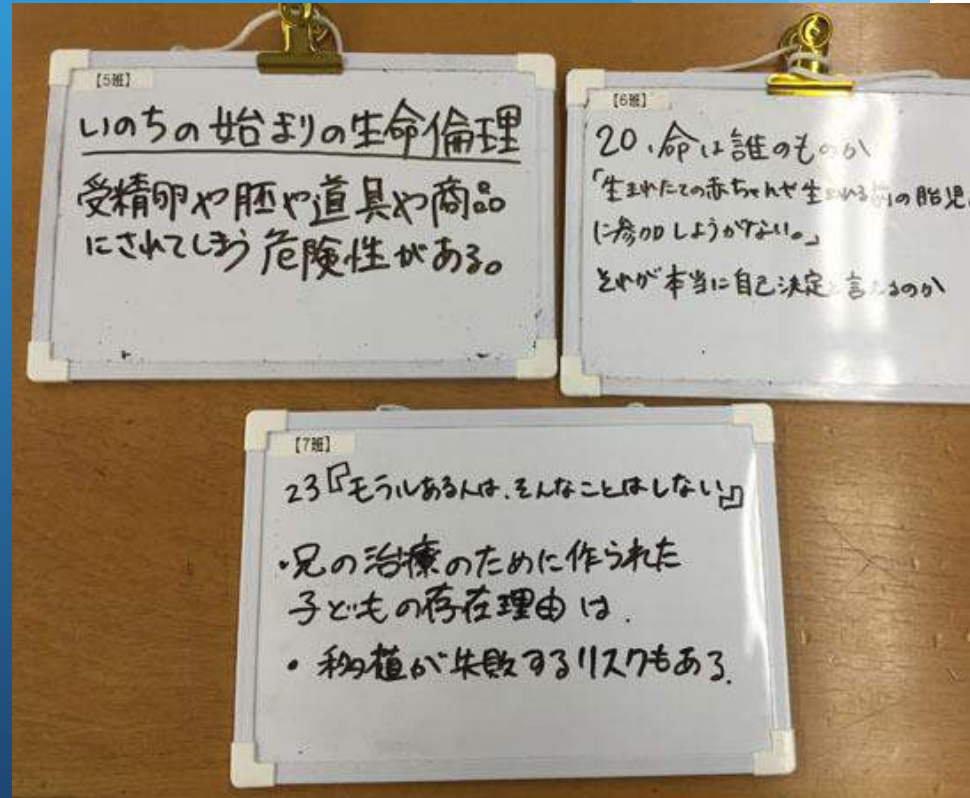 【5班】
いのちの始まりの生命倫理
受精卵や胚や道具や商品
にされてしまう危険性がある。
【6班】
20、命は誰のものか
「生まれたての赤ちゃんや生まれる前の胎児は
に参加しようがない。」
それが本当に自己決定と言えるのか
【7班】
23『モラルある人は、そんなことはしない』
・兄の治療のために作られた
子どもの存在理由は.
・移植が失敗するリスクもある.